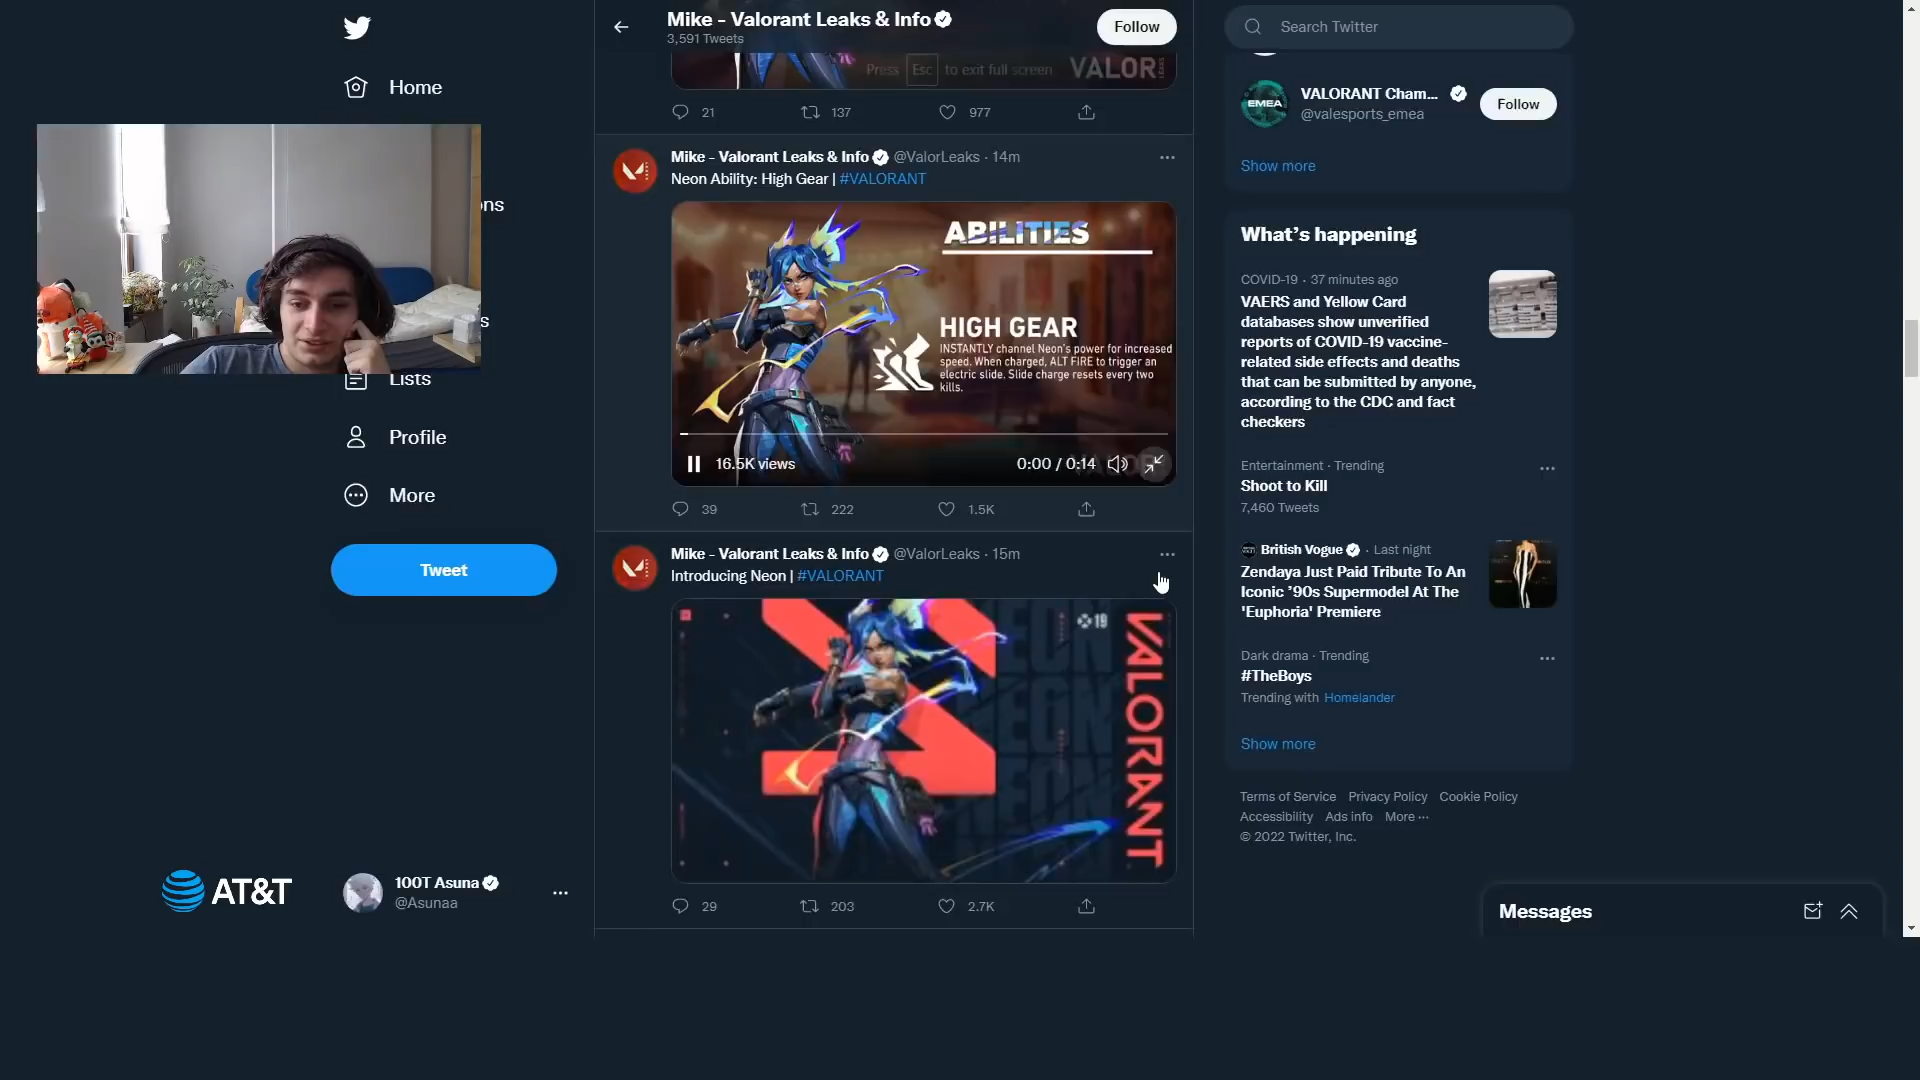 Mike - Valorant Leaks & Info
3,591 Tweets
Follow
Search Twitter
Home
Press Esc to exit full screen
VALOR
LEAKS
21 137 977
VALORANT Cham...
@valesports_emea
EMEA
Follow
Show more
ons
s
Lists
Profile
More
Tweet
Mike - Valorant Leaks & Info @ValorLeaks · 14m
Neon Ability: High Gear | #VALORANT
ABILITIES
HIGH GEAR
INSTANTLY channel Neon's power for increased
speed. When charged, ALT FIRE to trigger an
electric slide. Slide charge resets every two
kills.
16.5K views
0:00 / 0:14
39 222 1.5K
Mike - Valorant Leaks & Info @ValorLeaks · 15m
Introducing Neon | #VALORANT
19
VALORANT
NEON
NEON
NEON
29 203 2.7K
What's happening
COVID-19 · 37 minutes ago
VAERS and Yellow Card
databases show unverified
reports of COVID-19 vaccine-
related side effects and deaths
that can be submitted by anyone,
according to the CDC and fact
checkers
Entertainment · Trending
Shoot to Kill
7,460 Tweets
British Vogue · Last night
Zendaya Just Paid Tribute To An
Iconic '90s Supermodel At The
'Euphoria' Premiere
Dark drama · Trending
#TheBoys
Trending with Homelander
Show more
Terms of Service Privacy Policy Cookie Policy
Accessibility Ads info More ···
© 2022 Twitter, Inc.
AT&T
100T Asuna
@Asunaa
Messages